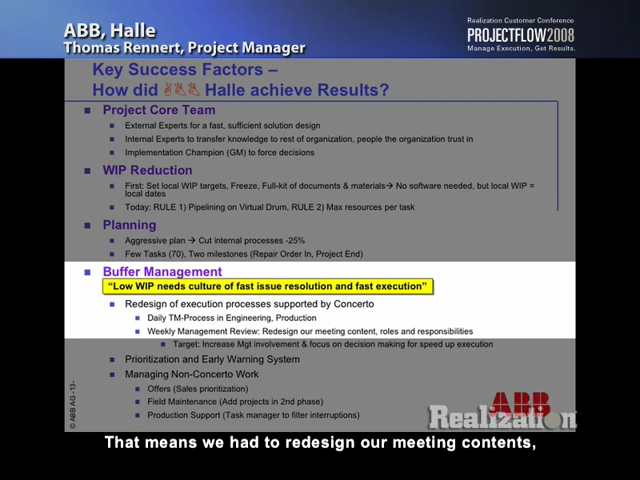 ABB, Halle
Thomas Rennert, Project Manager
Realization Customer Conference
PROJECTFLOW2008
Manage Execution, Get Results.
Key Success Factors –
How did Halle achieve Results?
Project Core Team
External Experts for a fast, sufficient solution design
Internal Experts to transfer knowledge to rest of organization, people the organization trust in
Implementation Champion (GM) to force decisions
WIP Reduction
First: Set local WIP targets, Freeze, Full-kit of documents & materials→ No software needed, but local WIP =
local dates
Today: RULE 1) Pipelining on Virtual Drum, RULE 2) Max resources per task
Planning
Aggressive plan → Cut internal processes -25%
Few Tasks (70), Two milestones (Repair Order In, Project End)
Buffer Management
“Low WIP needs culture of fast issue resolution and fast execution”
Redesign of execution processes supported by Concerto
Daily TM-Process in Engineering, Production
Weekly Management Review: Redesign our meeting content, roles and responsibilities
Target: Increase Mgt involvement & focus on decision making for speed up execution
Prioritization and Early Warning System
Managing Non-Concerto Work
Offers (Sales prioritization)
Field Maintenance (Add projects in 2nd phase)
Production Support (Task manager to filter interruptions)
© ABB AG -13-
ABB
Realization
That means we had to redesign our meeting contents,